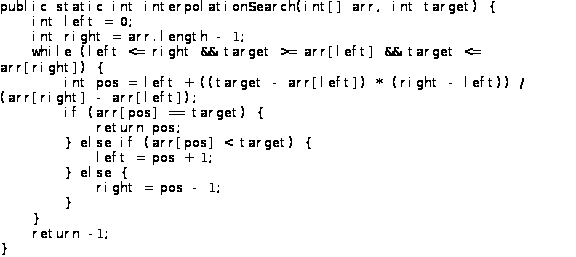 public static int interpolationSearch(int[] arr, int target) {
    int left = 0;
    int right = arr.length - 1;
    while (left <= right && target >= arr[left] && target <=
arr[right]) {
        int pos = left + ((target - arr[left]) * (right - left)) /
(arr[right] - arr[left]);
        if (arr[pos] == target) {
            return pos;
        } else if (arr[pos] < target) {
            left = pos + 1;
        } else {
            right = pos - 1;
        }
    }
    return -1;
}